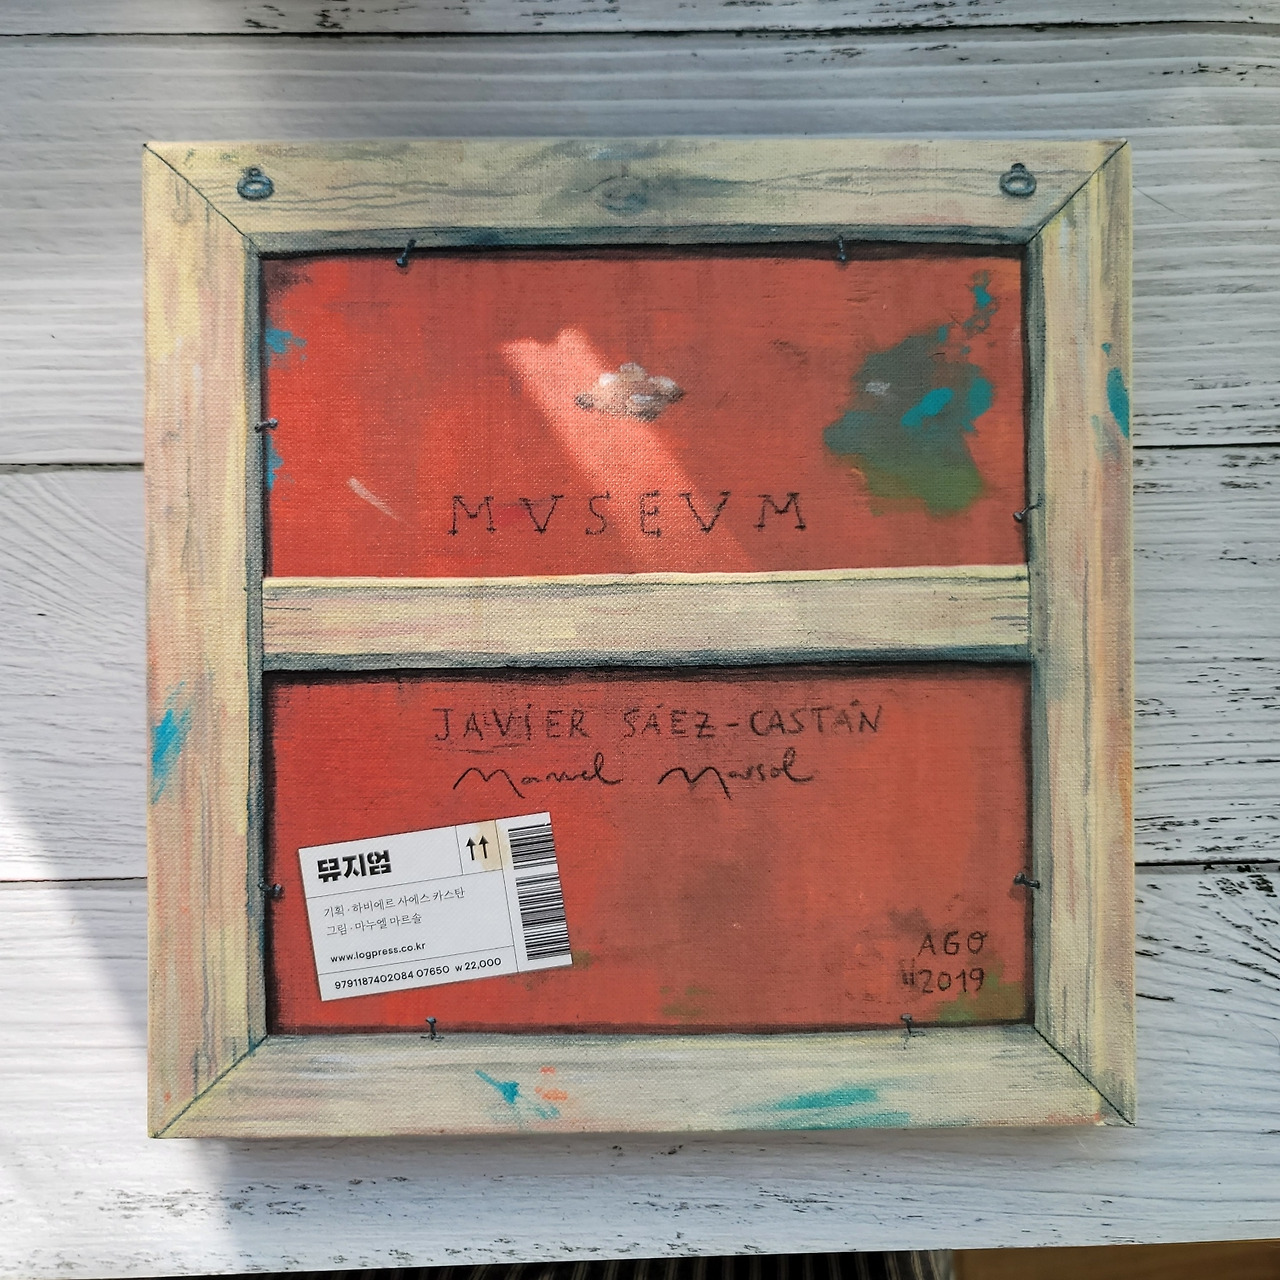 MVSEVM
JAVIER SÁEZ-CASTÁN
Manuel Marsol
뮤지엄
기획·하비에르 사에스 카스탄
그림·마누엘 마르솔
www.logpress.co.kr
9791187402084 07650 ₩22,000
AGO
2019